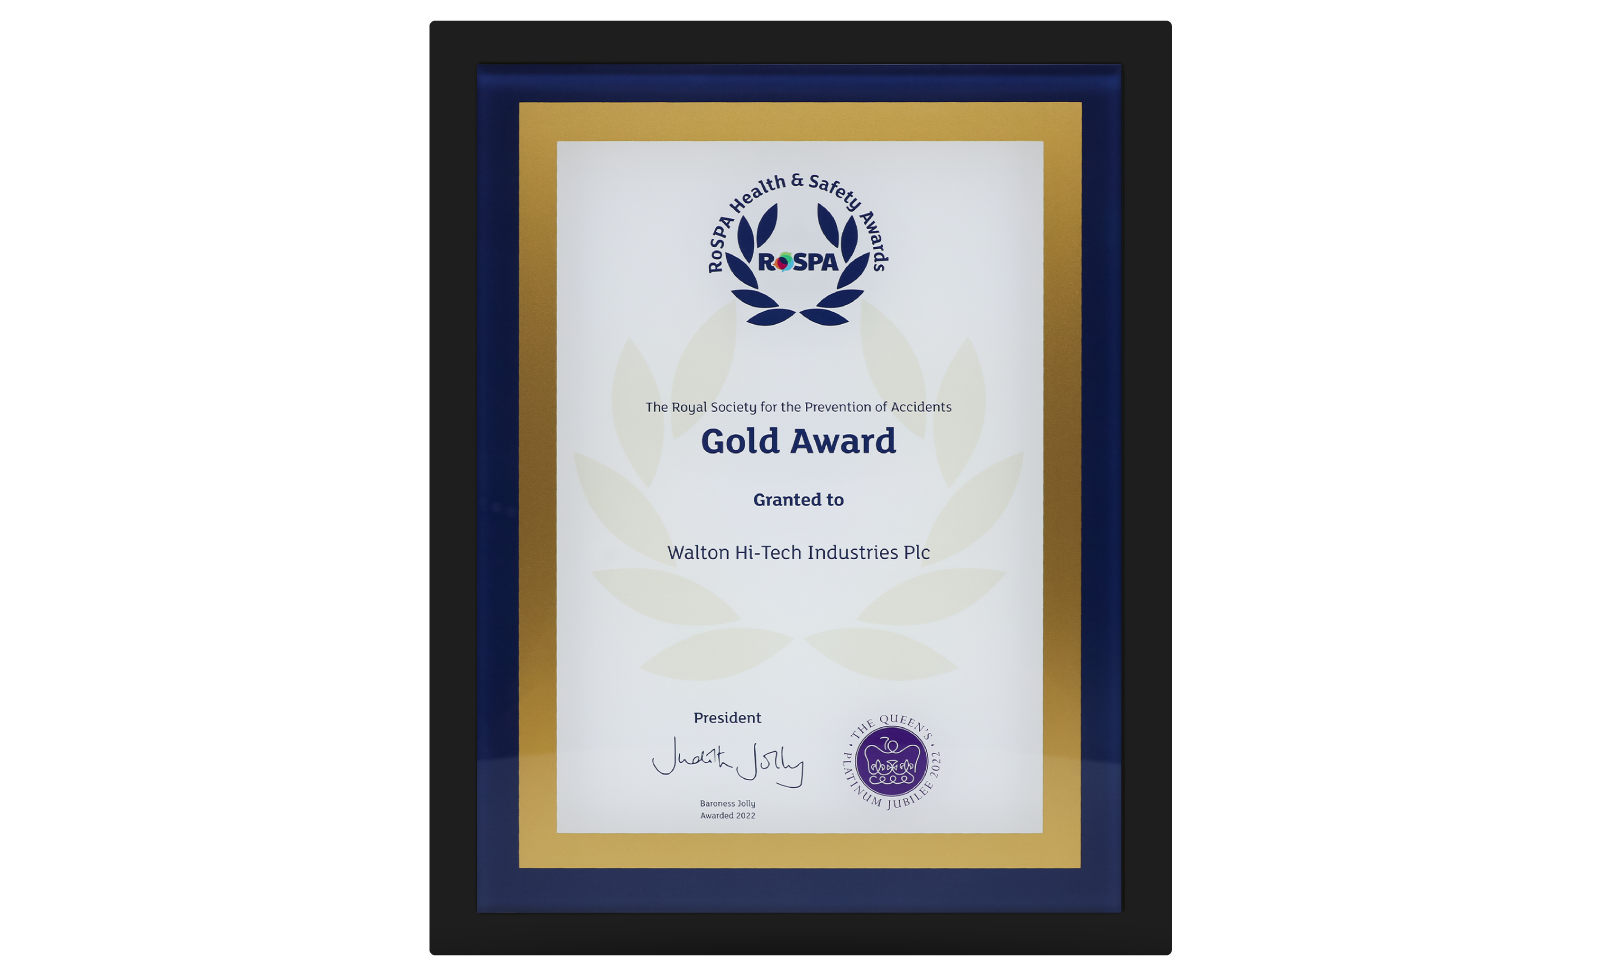 RoSPA Health & Safety Awards
RoSPA
The Royal Society for the Prevention of Accidents
Gold Award
Granted to
Walton Hi-Tech Industries Plc
President
Judith Jolly
Baroness Jolly
Awarded 2022
THE QUEEN'S
70
PLATINUM JUBILEE 2022